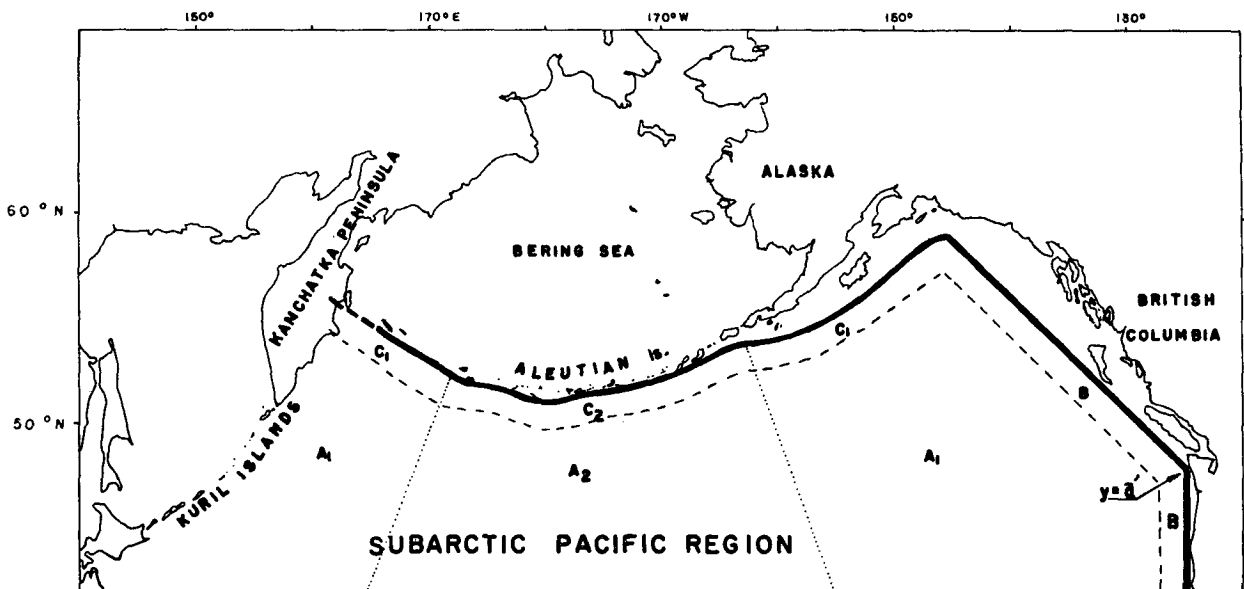 150° 170°E 170°W 150° 130°
ALASKA
60°N
KANCHATKA PENINSULA
BERING SEA
BRITISH
COLUMBIA
C1
C1
ALEUTIAN IS.
C2
B
50°N
KURIL ISLANDS
A1
A2
A1
y=a
B
SUBARCTIC PACIFIC REGION